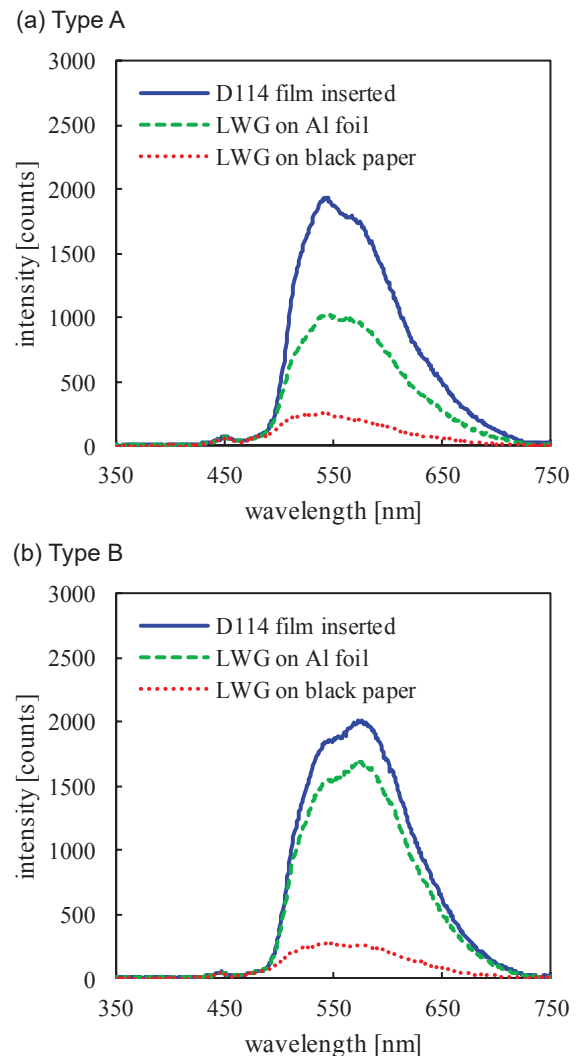 (a) Type A
3000
2500
2000
1500
1000
500
0
intensity [counts]
D114 film inserted
LWG on Al foil
LWG on black paper
350 450 550 650 750
wavelength [nm]
(b) Type B
3000
2500
2000
1500
1000
500
0
intensity [counts]
D114 film inserted
LWG on Al foil
LWG on black paper
350 450 550 650 750
wavelength [nm]